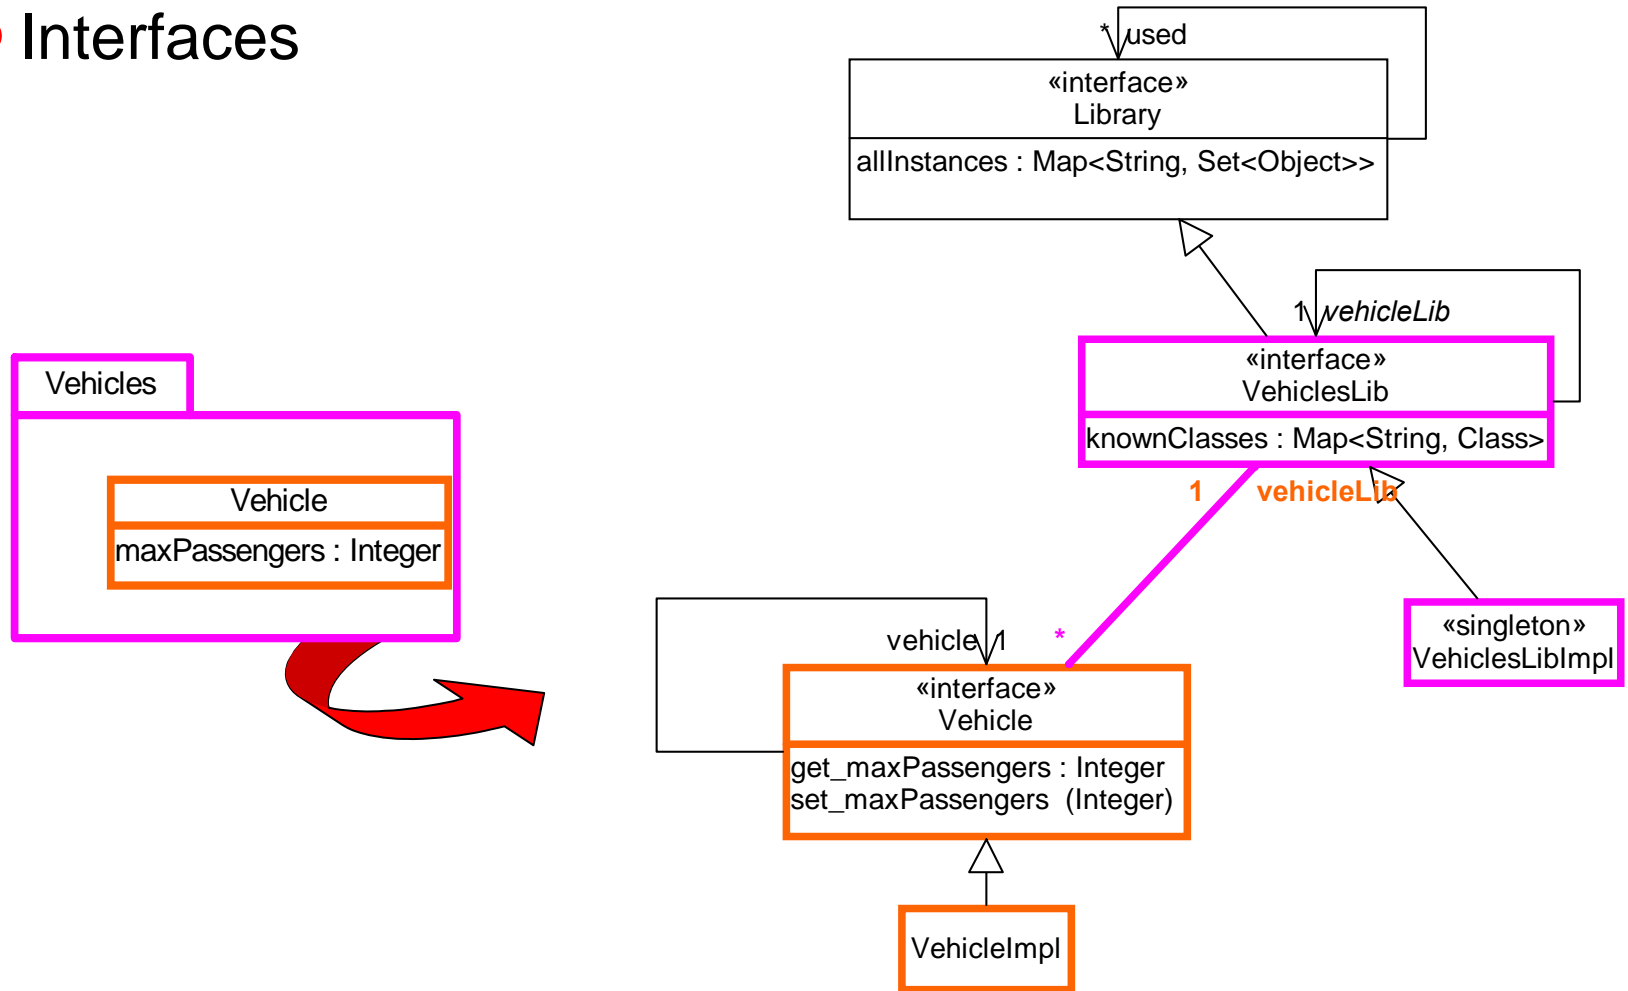 Interfaces
* used
«interface»
Library
allInstances : Map<String, Set<Object>>
1 vehicleLib
«interface»
VehiclesLib
knownClasses : Map<String, Class>
1 vehicleLib
Vehicles
Vehicle
maxPassengers : Integer
«singleton»
VehiclesLibImpl
vehicle 1 *
«interface»
Vehicle
get_maxPassengers : Integer
set_maxPassengers (Integer)
VehicleImpl